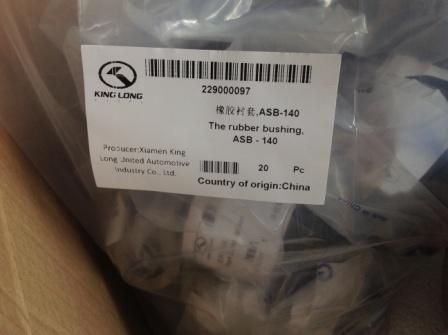 KING LONG
229000097
橡胶衬套,ASB-140
The rubber bushing,
ASB - 140
Producer:Xiamen King
Long United Automotive
Industry Co., Ltd.
20 Pc
Country of origin:China